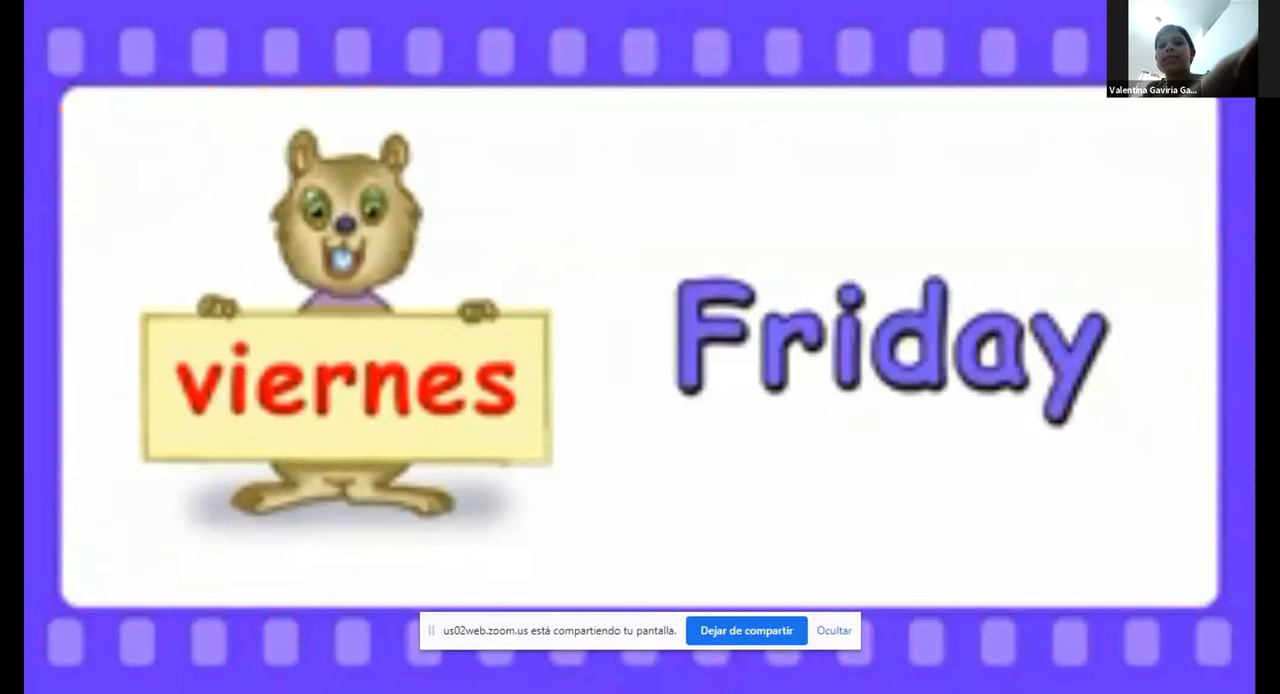 Valentina Gaviria Ga...
viernes
Friday
us02web.zoom.us está compartiendo tu pantalla.
Dejar de compartir
Ocultar